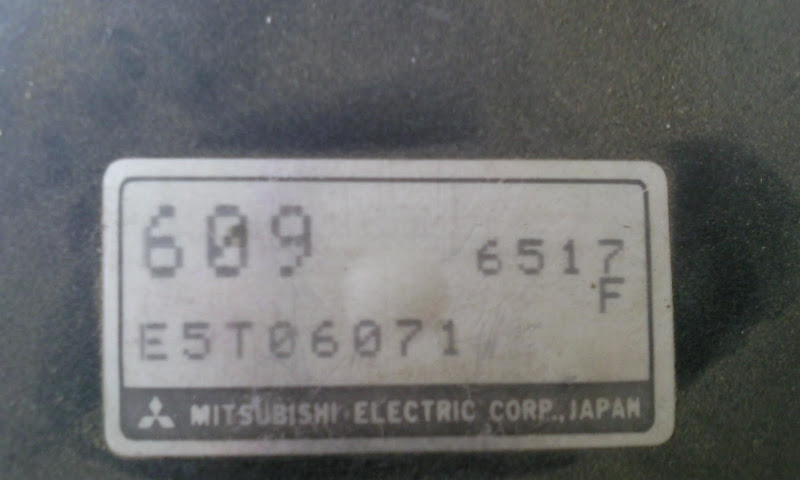 609 6517
F
E5T06071
MITSUBISHI ELECTRIC CORP., JAPAN